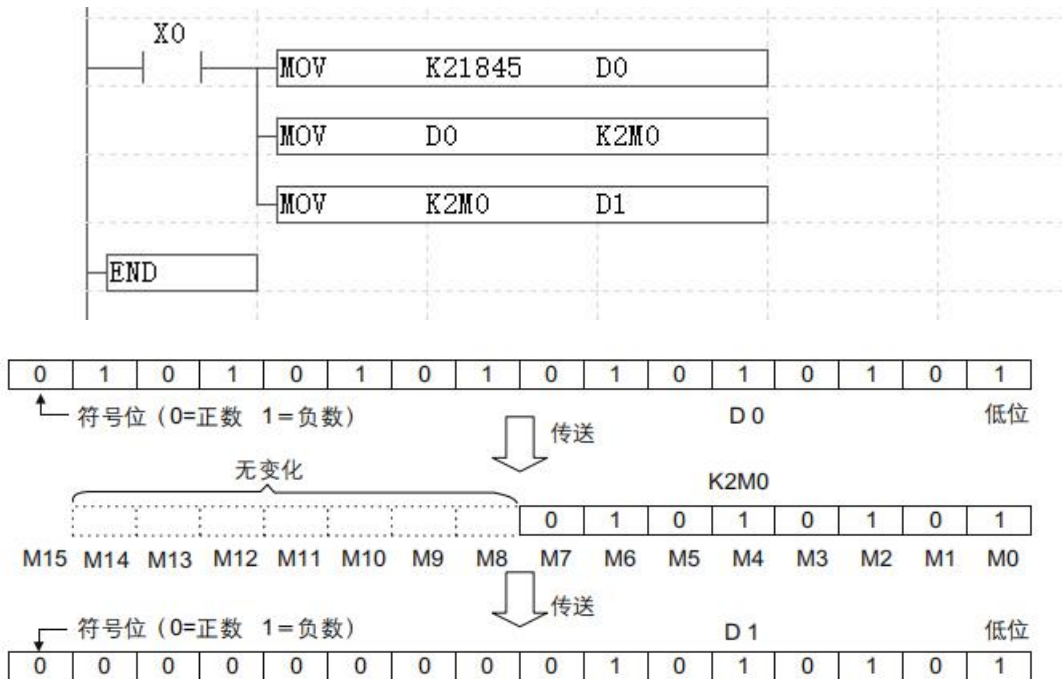 X0
MOV K21845 D0
MOV D0 K2M0
MOV K2M0 D1
END
0 1 0 1 0 1 0 1 0 1 0 1 0 1 0 1
符号位（0=正数 1＝负数） D 0 低位
传送
无变化 K2M0
0 1 0 1 0 1 0 1
M15 M14 M13 M12 M11 M10 M9 M8 M7 M6 M5 M4 M3 M2 M1 M0
传送
符号位（0=正数 1＝负数） D 1 低位
0 0 0 0 0 0 0 0 0 1 0 1 0 1 0 1